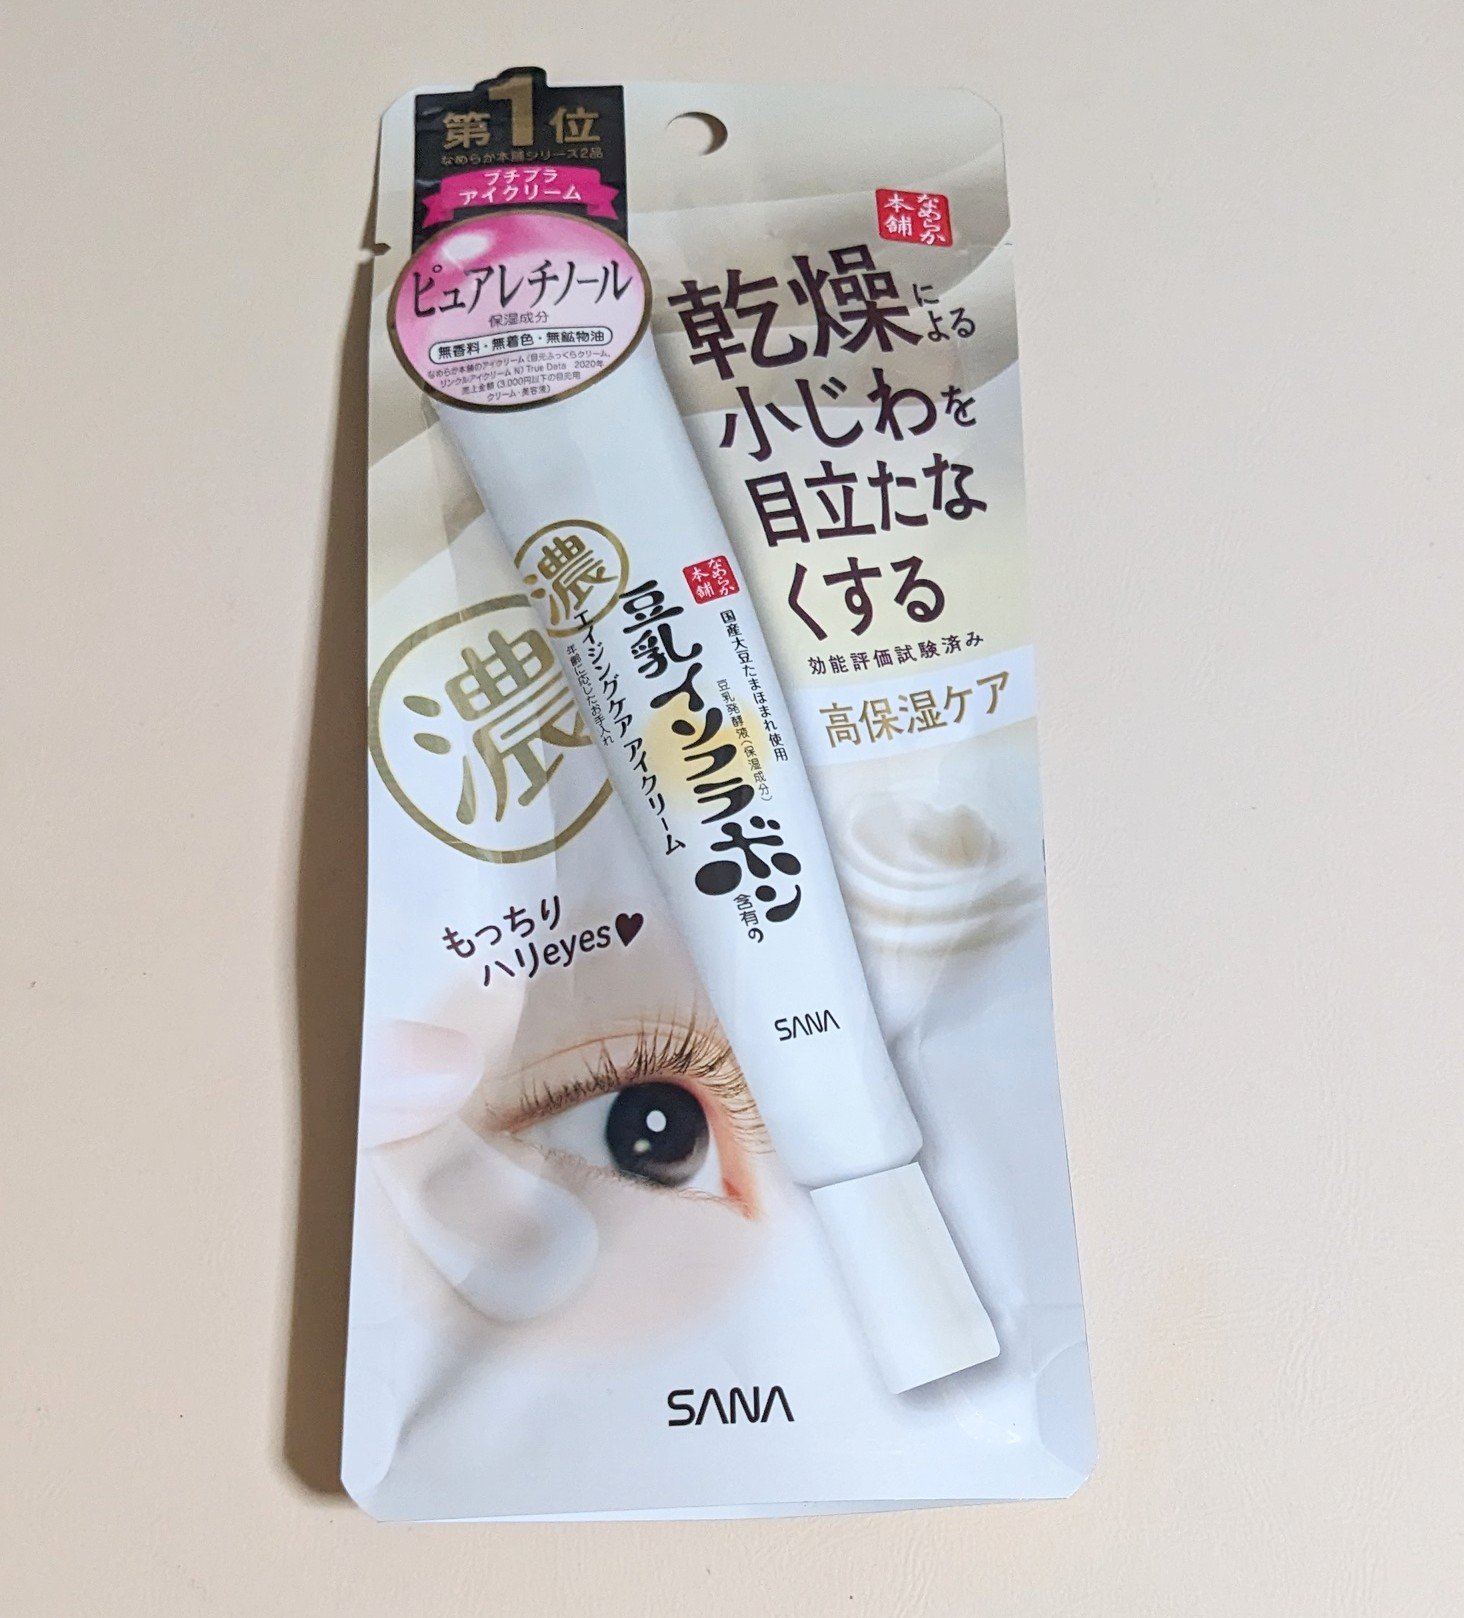 第1位
なめらか本舗シリーズ2品
プチプラ
アイクリーム
ピュアレチノール
保湿成分
無香料・無着色・無鉱物油
なめらか本舗のアイクリーム(目元ふっくらクリーム、
リンクルアイクリーム N) True Data 2020年
売上金額(3,000円以下の目元用
クリーム・美容液)
なめらか
本舗
乾燥による
小じわを
目立たな
くする
効能評価試験済み
高保湿ケア
濃
なめらか
本舗
国産大豆たまほまれ使用
豆乳発酵液(保湿成分)
豆乳イソフラボン含有の
エイジングケア アイクリーム
年齢に応じたお手入れ
SANA
濃
もっちり
ハリeyes♥
SANA